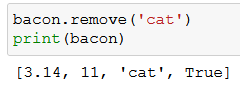 bacon.remove('cat')
print(bacon)
[3.14, 11, 'cat', True]